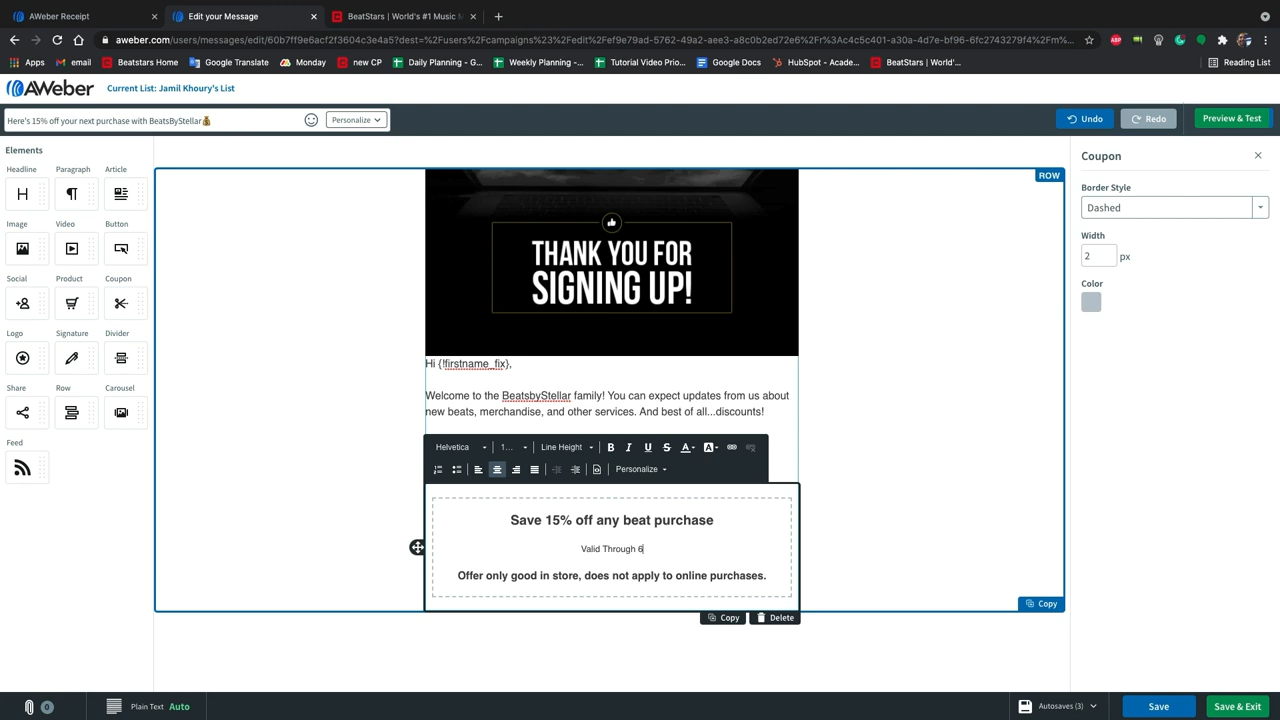 AWeber Receipt
Edit your Message
BeatStars | World's #1 Music M
aweber.com/users/messages/edit/60b7ff9e6acf2f3604c3e4a5?dest=%2Fusers%2Fcampaigns%23%2Fedit%2Fef9e79ad-5762-49a2-aee3-a8c0b2ed72e6%2Fr%3Ac4c5c401-a30a-4d7e-bf96-6fc2743279f4%2Fm%...
Apps
email
Beatstars Home
Google Translate
Monday
new CP
Daily Planning - G...
Weekly Planning -...
Tutorial Video Prio...
Google Docs
HubSpot - Acade...
BeatStars | World'...
Reading List
AWeber
Current List: Jamil Khoury's List
Here's 15% off your next purchase with BeatsByStellar💰
Personalize
Undo
Redo
Preview & Test
Elements
Headline
Paragraph
Article
Image
Video
Button
Social
Product
Coupon
Logo
Signature
Divider
Share
Row
Carousel
Feed
ROW
THANK YOU FOR
SIGNING UP!
Hi {!firstname_fix},
Welcome to the BeatsbyStellar family! You can expect updates from us about
new beats, merchandise, and other services. And best of all...discounts!
Helvetica
1...
Line Height
B
I
U
S
A
A
Personalize
Save 15% off any beat purchase
Valid Through 6
Offer only good in store, does not apply to online purchases.
Copy
Delete
Copy
Coupon
Border Style
Dashed
Width
2 px
Color
0
Plain Text Auto
Autosaves (3)
Save
Save & Exit